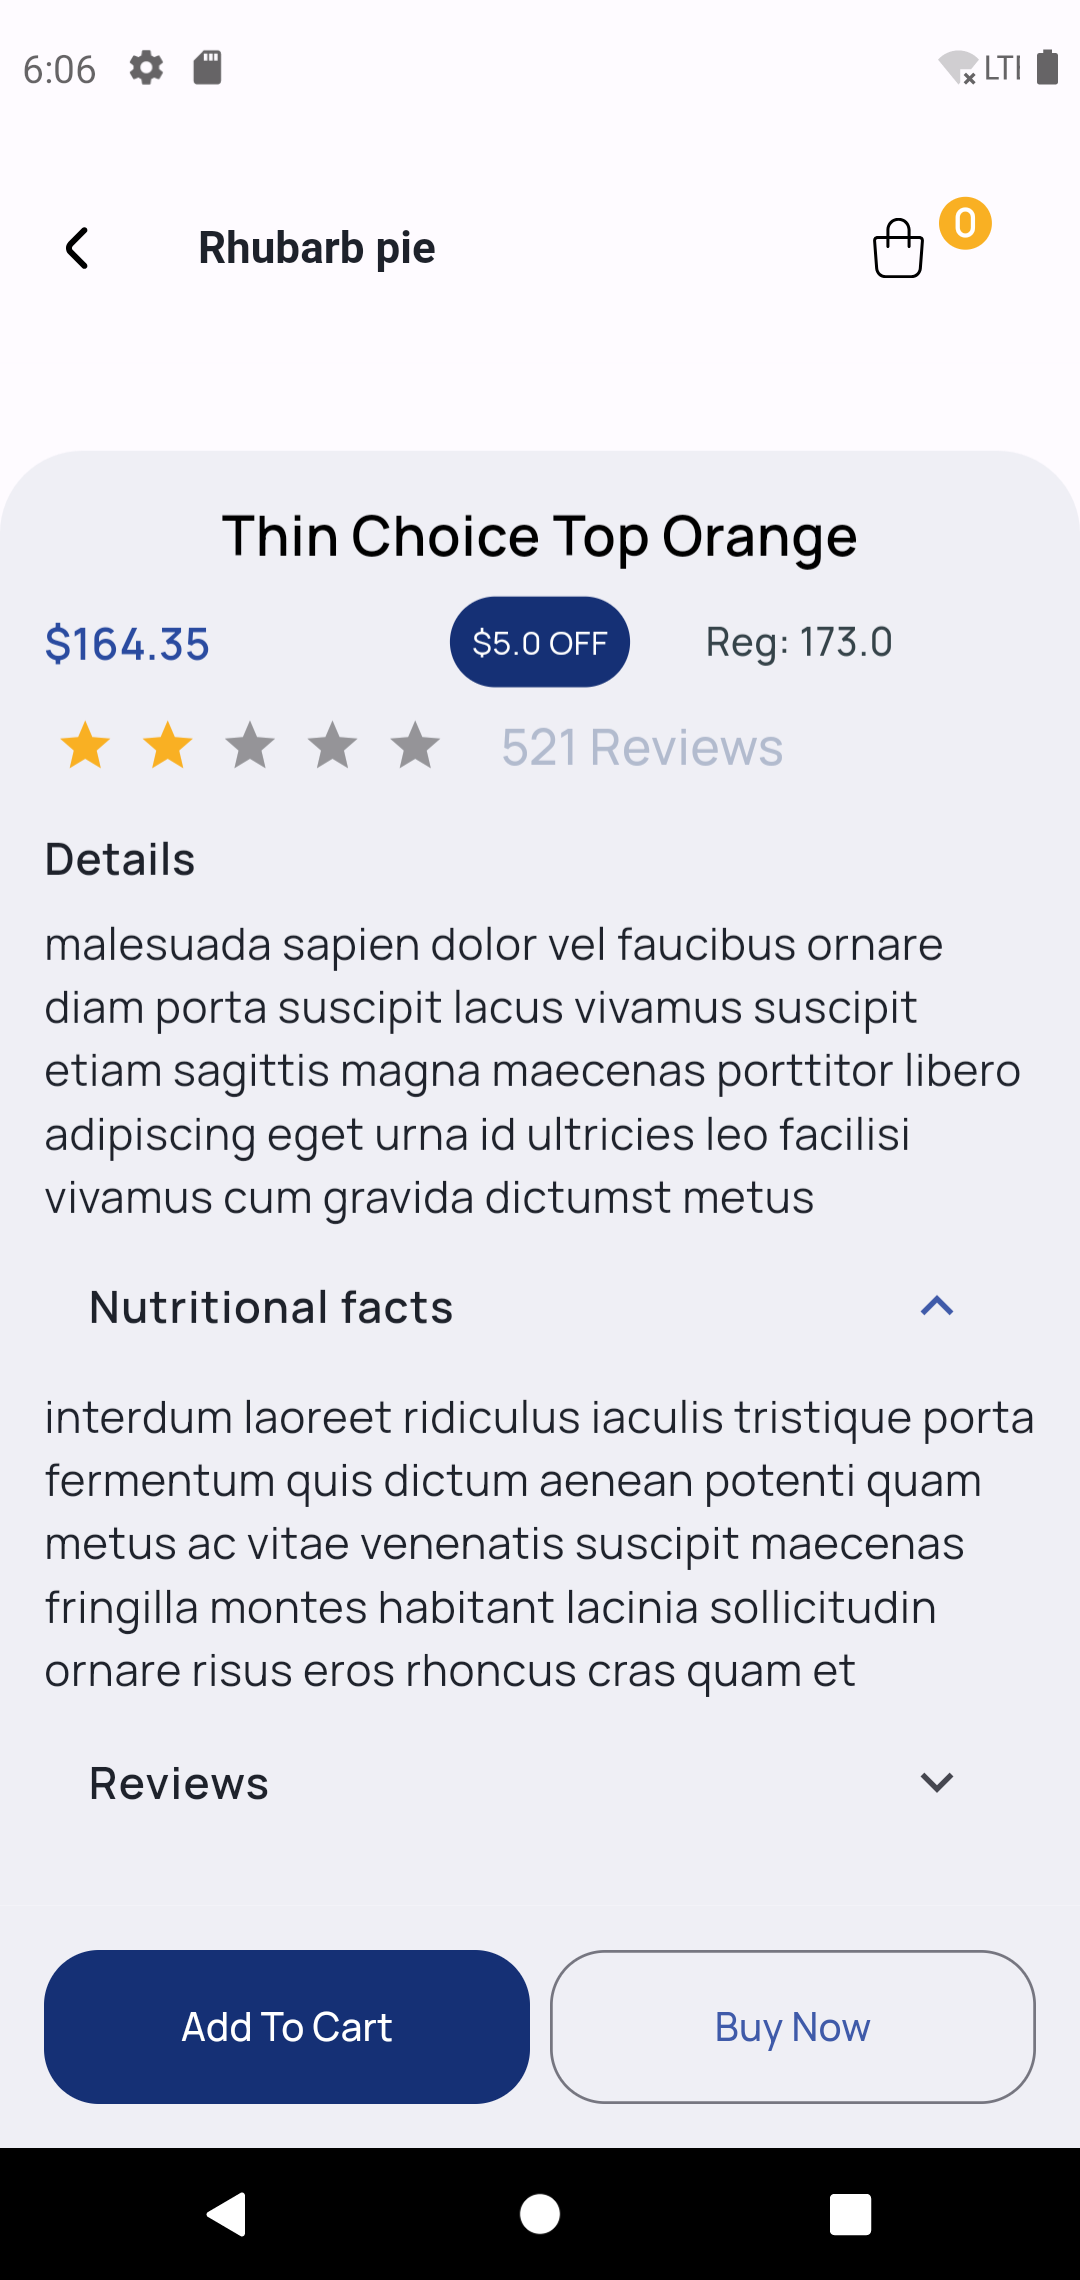 6:06
LTE
Rhubarb pie
0
Thin Choice Top Orange
$164.35
$5.0 OFF
Reg: 173.0
521 Reviews
Details
malesuada sapien dolor vel faucibus ornare
diam porta suscipit lacus vivamus suscipit
etiam sagittis magna maecenas porttitor libero
adipiscing eget urna id ultricies leo facilisi
vivamus cum gravida dictumst metus
Nutritional facts
interdum laoreet ridiculus iaculis tristique porta
fermentum quis dictum aenean potenti quam
metus ac vitae venenatis suscipit maecenas
fringilla montes habitant lacinia sollicitudin
ornare risus eros rhoncus cras quam et
Reviews
Add To Cart
Buy Now